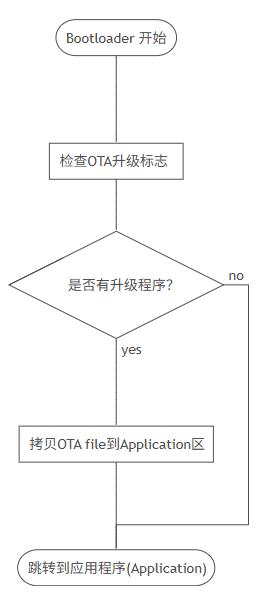 Bootloader 开始
检查OTA升级标志
是否有升级程序?
no
yes
拷贝OTA file到Application区
跳转到应用程序(Application)